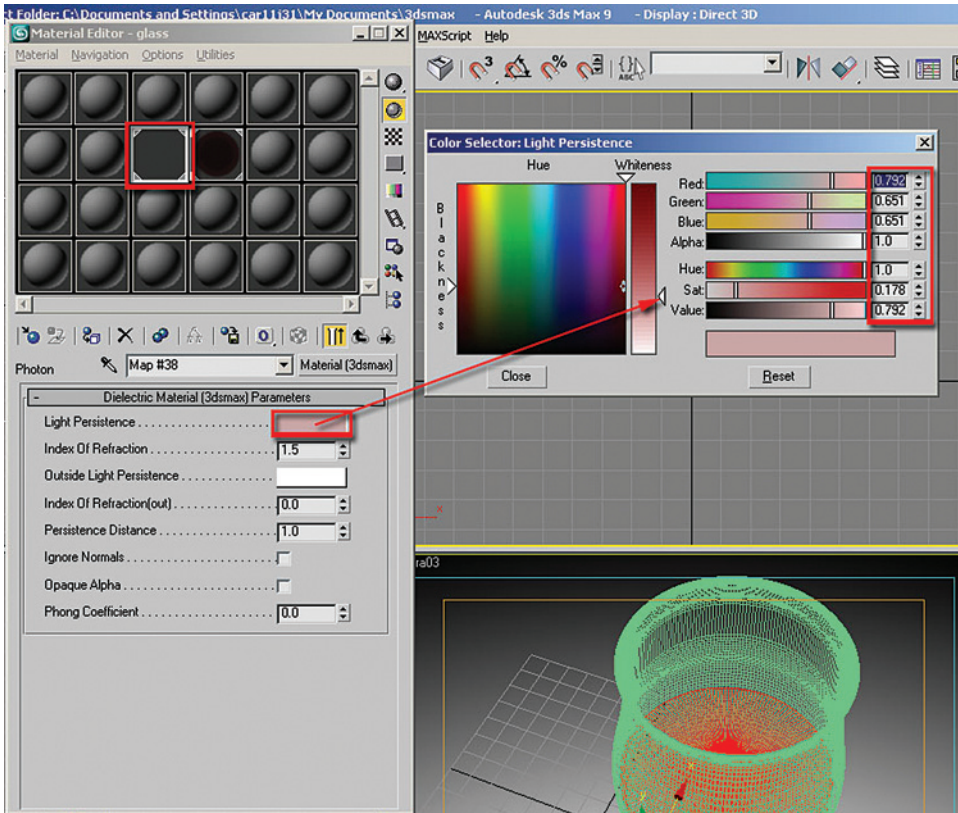 ct Folder: C:\Documents and Settings\car11i31\My Documents\3dsmax - Autodesk 3ds Max 9 - Display : Direct 3D
Material Editor - glass
Material Navigation Options Utilities
MAXScript Help
Color Selector: Light Persistence
Hue Whiteness
Blackness
Red: 0.792
Green: 0.651
Blue: 0.651
Alpha: 1.0
Hue: 1.0
Sat: 0.178
Value: 0.792
Close Reset
Photon Map #38 Material (3dsmax)
- Dielectric Material (3dsmax) Parameters
Light Persistence
Index Of Refraction 1.5
Outside Light Persistence
Index Of Refraction(out) 0.0
Persistence Distance 1.0
Ignore Normals
Opaque Alpha
Phong Coefficient 0.0
ra03
x